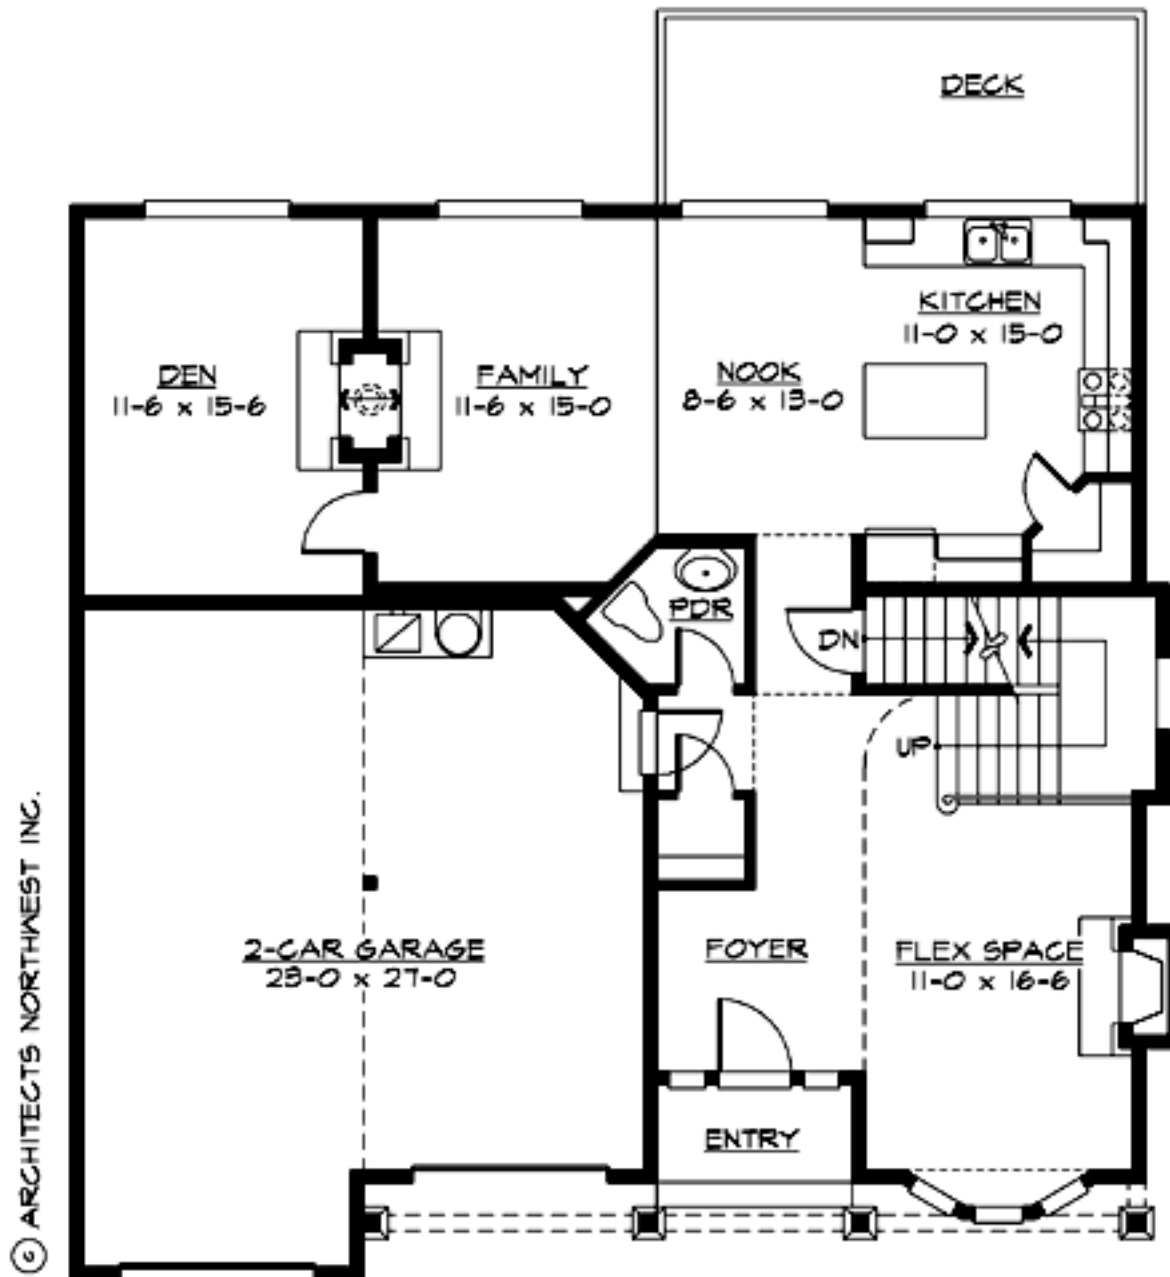 DECK
KITCHEN
11-0 x 15-0
DEN
11-6 x 15-6
FAMILY
11-6 x 15-0
NOOK
8-6 x 13-0
PDR
DN
UP
2-CAR GARAGE
23-0 x 27-0
FOYER
FLEX SPACE
11-0 x 16-6
ENTRY
© ARCHITECTS NORTHWEST INC.